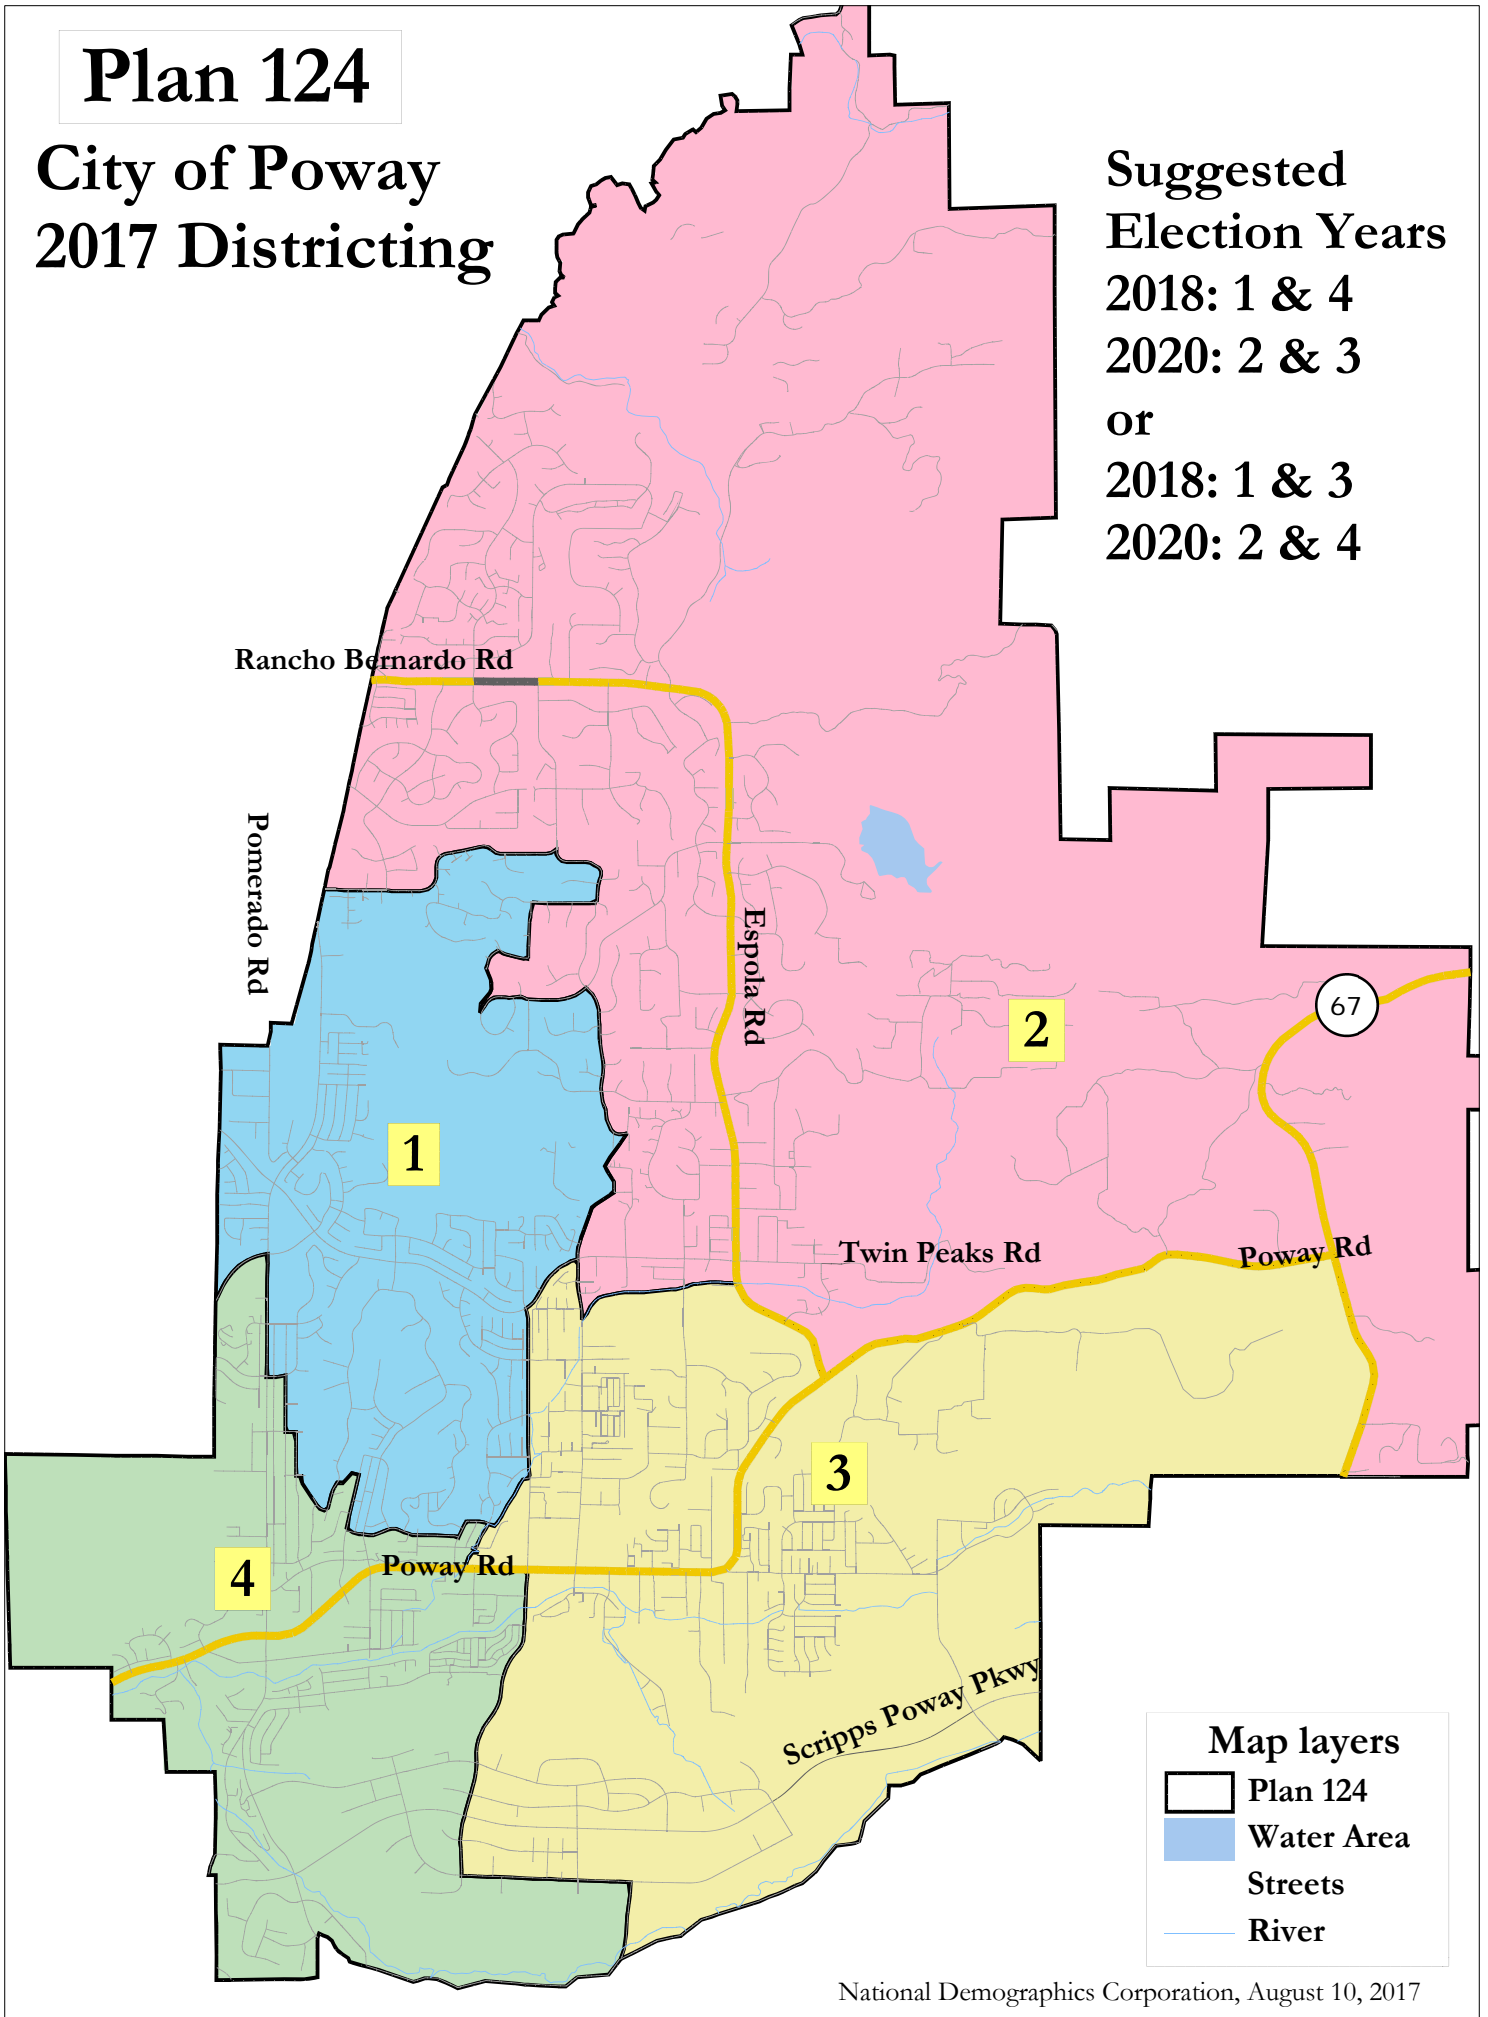 Plan 124
City of Poway
2017 Districting
Suggested
Election Years
2018: 1 & 4
2020: 2 & 3
or
2018: 1 & 3
2020: 2 & 4
Rancho Bernardo Rd
Pomerado Rd
Espola Rd
67
2
1
Twin Peaks Rd
Poway Rd
3
4
Poway Rd
Scripps Poway Pkwy
Map layers
Plan 124
Water Area
Streets
River
National Demographics Corporation, August 10, 2017